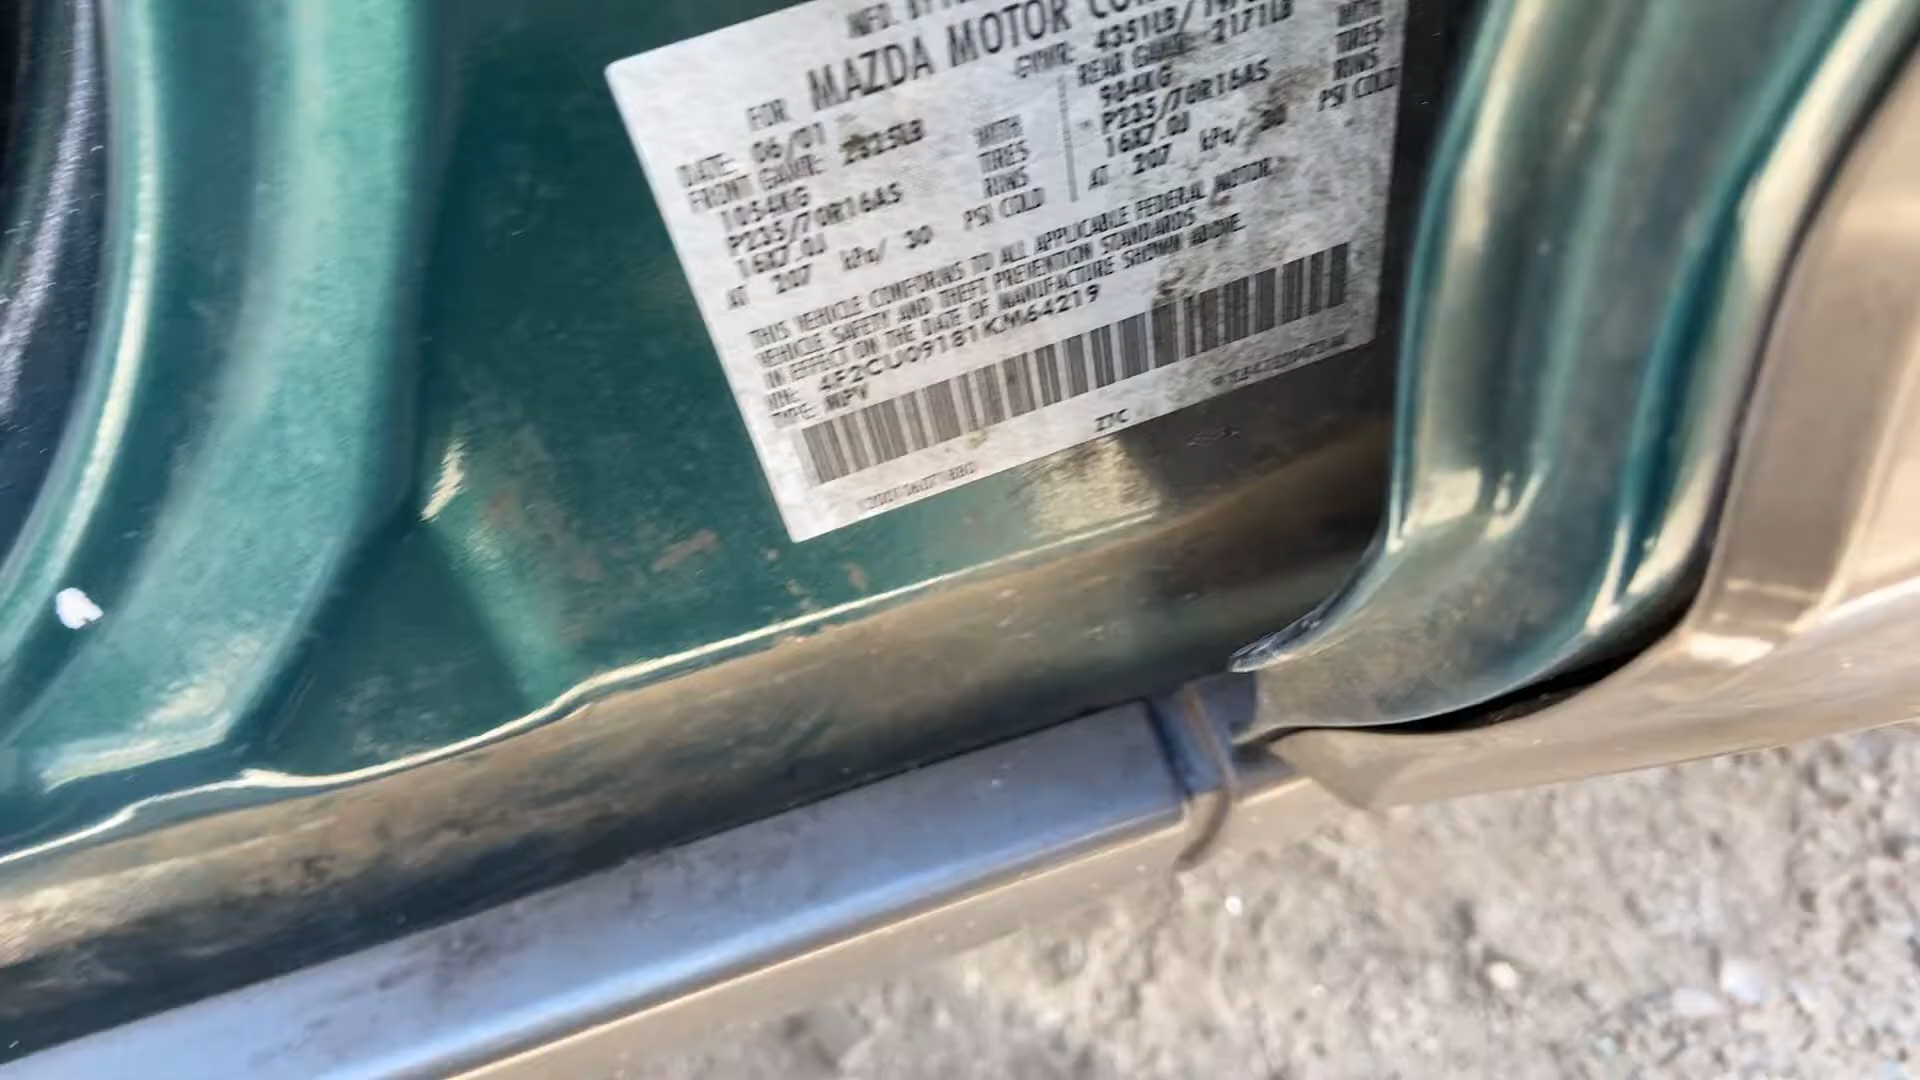 FOR MAZDA MOTOR
DATE: 06/01 GVWR: 4351LB/
FRONT GAWR: 2325LB REAR GAWR: 2171LB
1054KG WITH 984KG WITH
P235/70R16AS TIRES P235/70R16AS TIRES
16X7.0J RIMS 16X7.0J RIMS
AT 207 kPa/ 30 PSI COLD AT 207 kPa/ 30 PSI COLD
THIS VEHICLE CONFORMS TO ALL APPLICABLE FEDERAL MOTOR
VEHICLE SAFETY AND THEFT PREVENTION STANDARDS
IN EFFECT ON THE DATE OF MANUFACTURE SHOWN ABOVE.
VIN: 4F2CU09181KM64219
TYPE: MPV